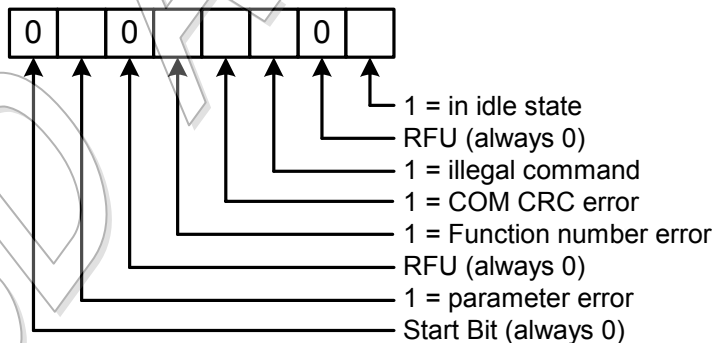 0 0 0
1 = in idle state
RFU (always 0)
1 = illegal command
1 = COM CRC error
1 = Function number error
RFU (always 0)
1 = parameter error
Start Bit (always 0)